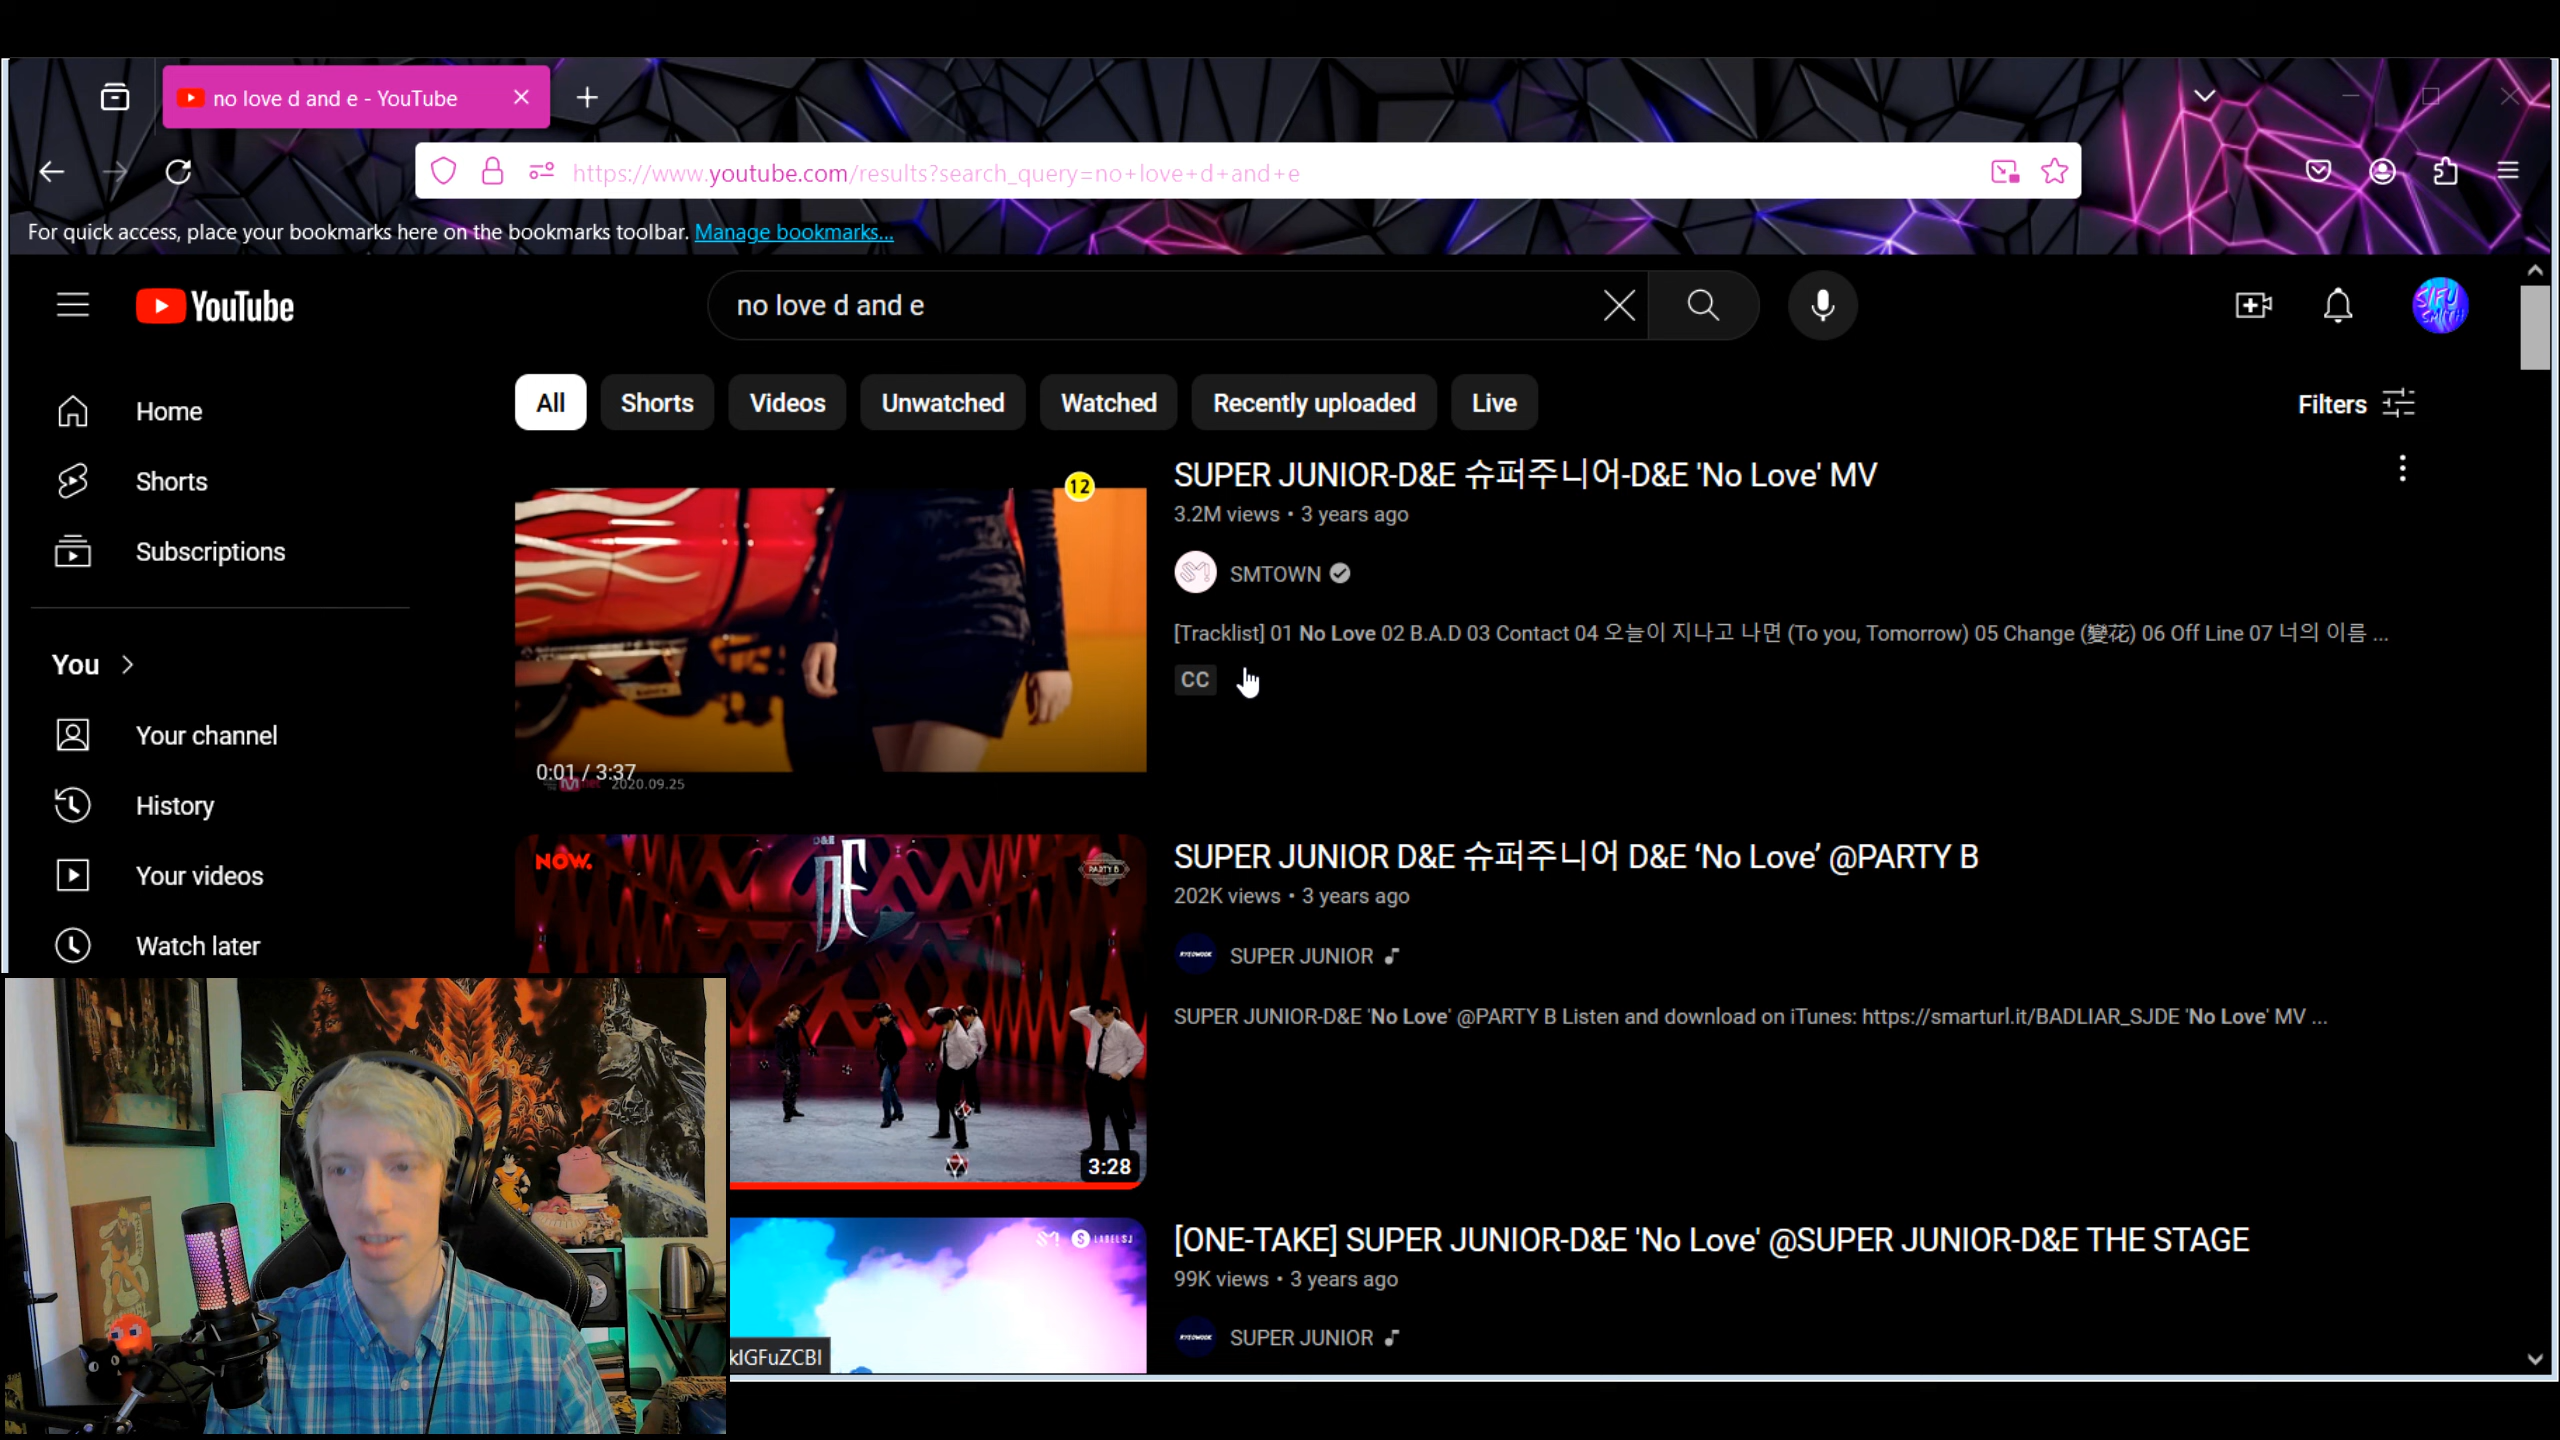 no love d and e - YouTube
https://www.youtube.com/results?search_query=no+love+d+and+e
For quick access, place your bookmarks here on the bookmarks toolbar. Manage bookmarks...
YouTube
no love d and e
SIFU SMITH
Home
Shorts
Subscriptions
You
Your channel
History
Your videos
Watch later
All Shorts Videos Unwatched Watched Recently uploaded Live
Filters
12
0:01 / 3:37
2020.09.25
SUPER JUNIOR-D&E 슈퍼주니어-D&E 'No Love' MV
3.2M views • 3 years ago
SMTOWN
[Tracklist] 01 No Love 02 B.A.D 03 Contact 04 오늘이 지나고 나면 (To you, Tomorrow) 05 Change (變花) 06 Off Line 07 너의 이름 ...
CC
NOW.
D&E
PARTY B
3:28
SUPER JUNIOR D&E 슈퍼주니어 D&E ‘No Love’ @PARTY B
202K views • 3 years ago
SUPER JUNIOR
SUPER JUNIOR-D&E 'No Love' @PARTY B Listen and download on iTunes: https://smarturl.it/BADLIAR_SJDE 'No Love' MV ...
LABELSJ
[ONE-TAKE] SUPER JUNIOR-D&E 'No Love' @SUPER JUNIOR-D&E THE STAGE
99K views • 3 years ago
SUPER JUNIOR
kIGFuZCBl